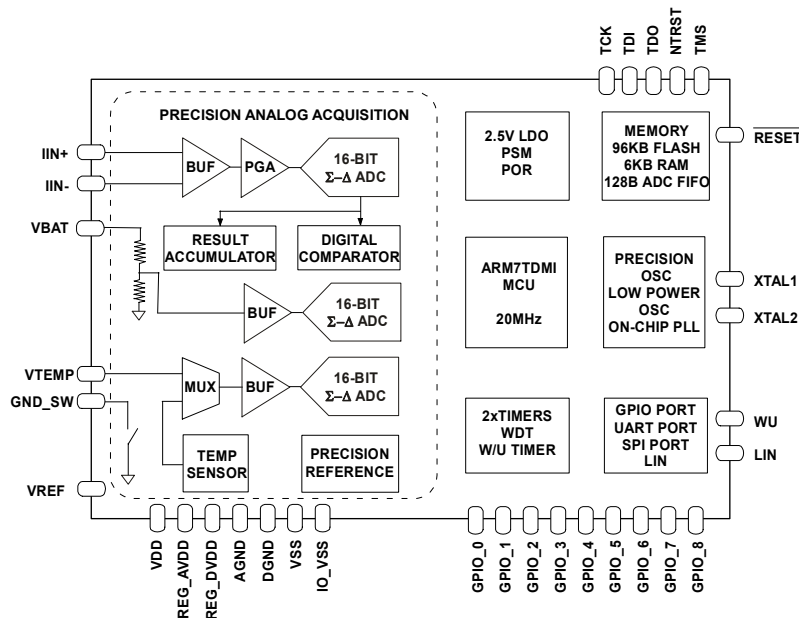 TCK
TDI
TDO
NTRST
TMS
PRECISION ANALOG ACQUISITION
IIN+
IIN-
BUF
PGA
16-BIT
Σ–Δ ADC
2.5V LDO
PSM
POR
MEMORY
96KB FLASH
6KB RAM
128B ADC FIFO
RESET
VBAT
RESULT
ACCUMULATOR
DIGITAL
COMPARATOR
BUF
16-BIT
Σ–Δ ADC
ARM7TDMI
MCU
20MHz
PRECISION
OSC
LOW POWER
OSC
ON-CHIP PLL
XTAL1
XTAL2
VTEMP
GND_SW
MUX
BUF
16-BIT
Σ–Δ ADC
TEMP
SENSOR
PRECISION
REFERENCE
2xTIMERS
WDT
W/U TIMER
GPIO PORT
UART PORT
SPI PORT
LIN
WU
LIN
VREF
VDD
REG_AVDD
REG_DVDD
AGND
DGND
VSS
IO_VSS
GPIO_0
GPIO_1
GPIO_2
GPIO_3
GPIO_4
GPIO_5
GPIO_6
GPIO_7
GPIO_8